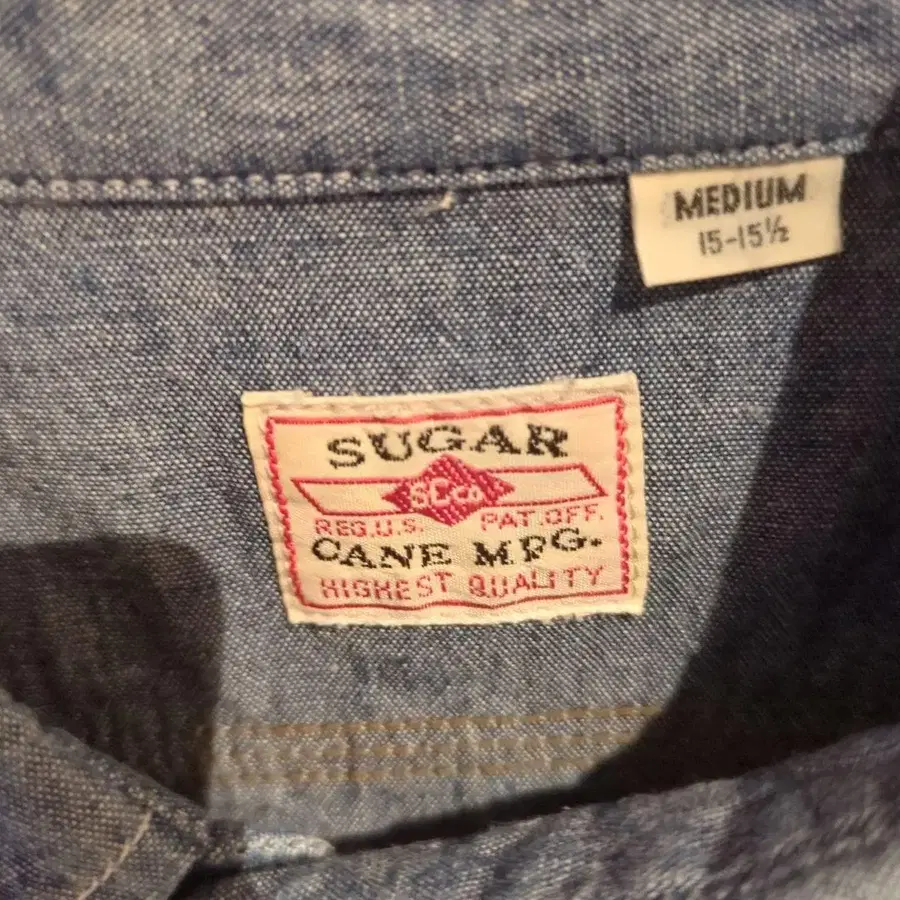 MEDIUM
15-15½
SUGAR
SCCo
REG.U.S. PAT.OFF.
CANE MFG.
HIGHEST QUALITY